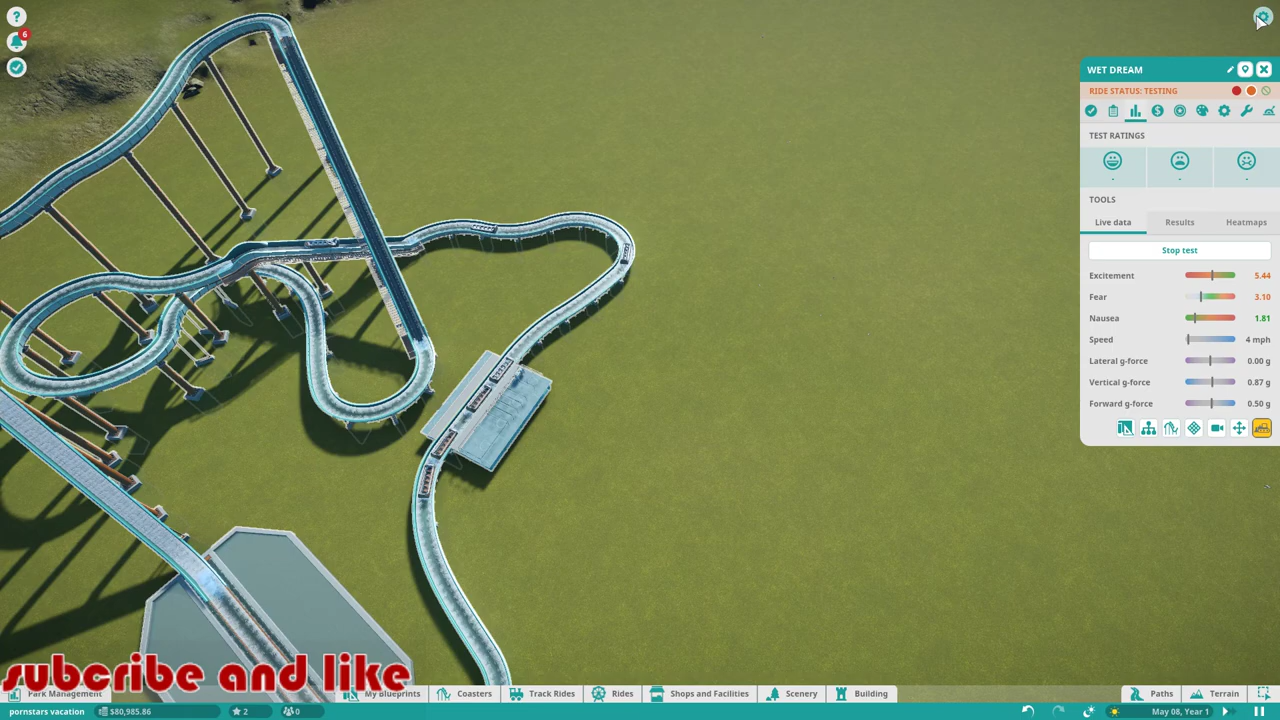 ?
6
WET DREAM
RIDE STATUS: TESTING
TEST RATINGS
- - -
TOOLS
Live data Results Heatmaps
Stop test
Excitement 5.44
Fear 3.10
Nausea 1.81
Speed 4 mph
Lateral g-force 0.00 g
Vertical g-force 0.87 g
Forward g-force 0.50 g
subcribe and like
Park Management My Blueprints Coasters Track Rides Rides Shops and Facilities Scenery Building Paths Terrain
pornstars vacation $80,985.86 2 0 May 08, Year 1